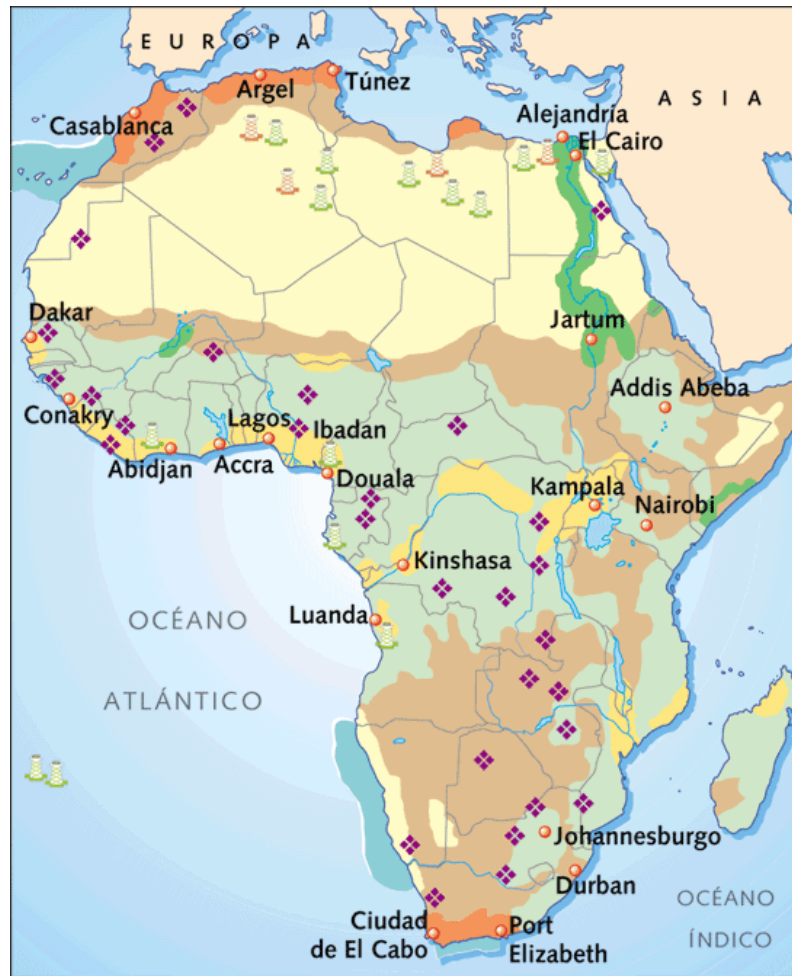 EUROPA
Argel
Túnez
Casablanca
Alejandría
ASIA
El Cairo
Dakar
Jartum
Addis Abeba
Conakry
Lagos
Ibadan
Abidjan
Accra
Douala
Kampala
Nairobi
Kinshasa
OCÉANO
ATLÁNTICO
Luanda
Johannesburgo
Durban
Ciudad
de El Cabo
Port
Elizabeth
OCÉANO
ÍNDICO